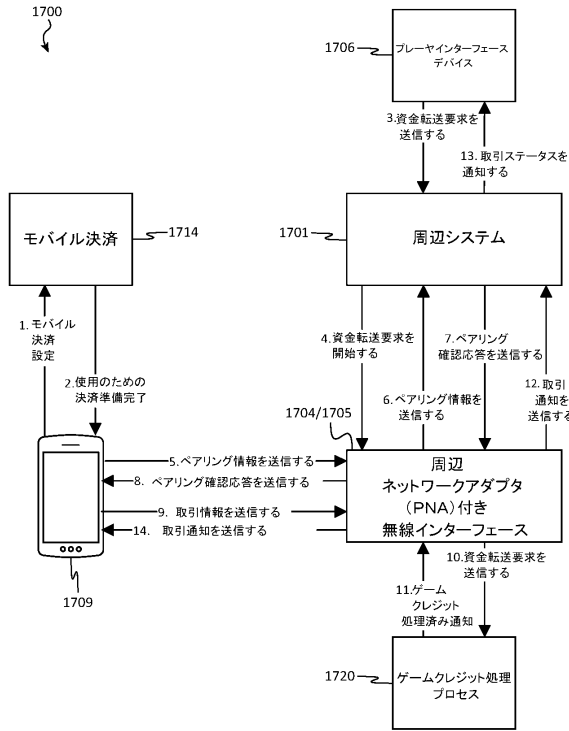 1700
1706
プレーヤインターフェース
デバイス
3.資金転送要求を
送信する
13. 取引ステータスを
通知する
モバイル決済
1714
1701
周辺システム
1. モバイル
決済
設定
2.使用のための
決済準備完了
4.資金転送要求を
開始する
7.ペアリング
確認応答を送信する
6.ペアリング情報を
送信する
12. 取引
通知を
送信する
1704/1705
5.ペアリング情報を送信する
8. ペアリング確認応答を送信する
9. 取引情報を送信する
14. 取引通知を送信する
周辺
ネットワークアダプタ
(PNA)付き
無線インターフェース
1709
10.資金転送要求を
送信する
11.ゲーム
クレジット
処理済み通知
1720
ゲームクレジット処理
プロセス